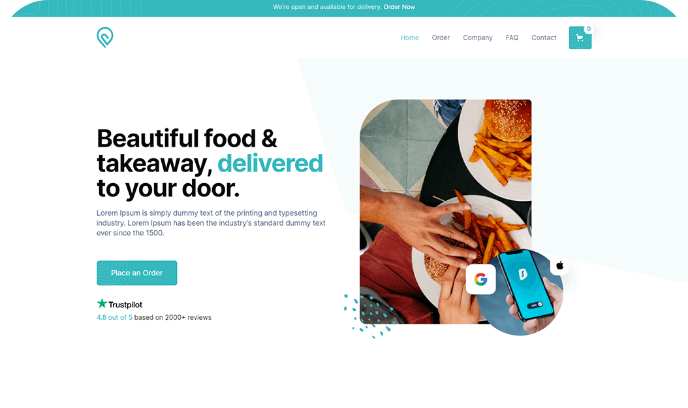 We're open and available for delivery. Order Now
Home Order Company FAQ Contact
0
Beautiful food &
takeaway, delivered
to your door.
Lorem Ipsum is simply dummy text of the printing and typesetting
industry. Lorem Ipsum has been the industry's standard dummy text
ever since the 1500.
Place an Order
Trustpilot
4.8 out of 5 based on 2000+ reviews
G